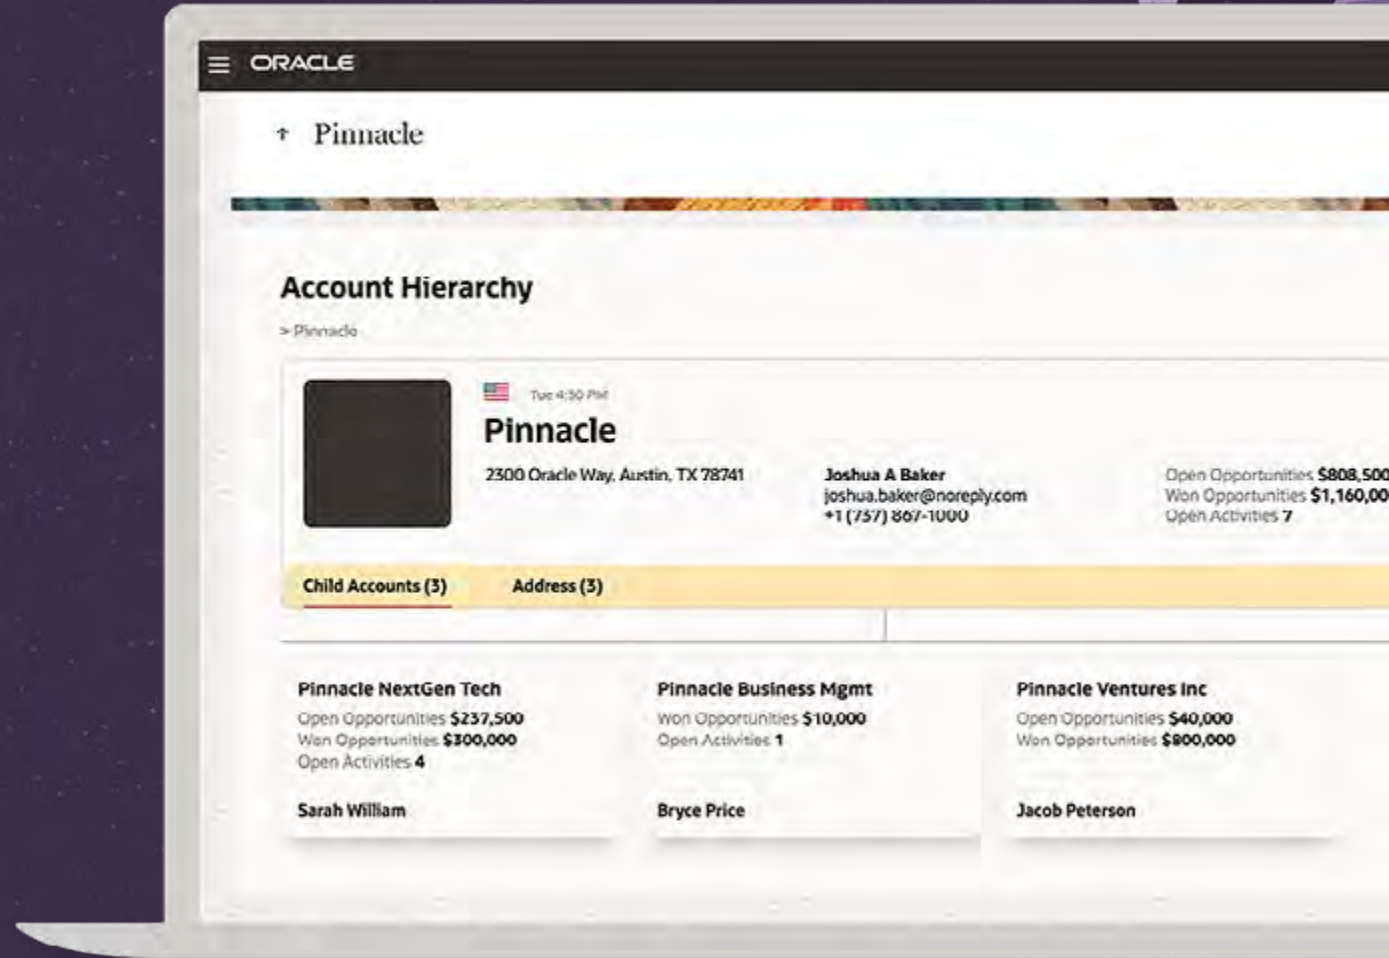 ORACLE
Pinnacle
Account Hierarchy
> Pinnacle
Tue 4:30 PM
Pinnacle
2300 Oracle Way, Austin, TX 78741
Joshua A Baker
joshua.baker@noreply.com
+1 (737) 867-1000
Open Opportunities $808,500
Won Opportunities $1,160,00
Open Activities 7
Child Accounts (3) Address (3)
Pinnacle NextGen Tech
Open Opportunities $237,500
Won Opportunities $300,000
Open Activities 4
Sarah William
Pinnacle Business Mgmt
Won Opportunities $10,000
Open Activities 1
Bryce Price
Pinnacle Ventures Inc
Open Opportunities $40,000
Won Opportunities $800,000
Jacob Peterson